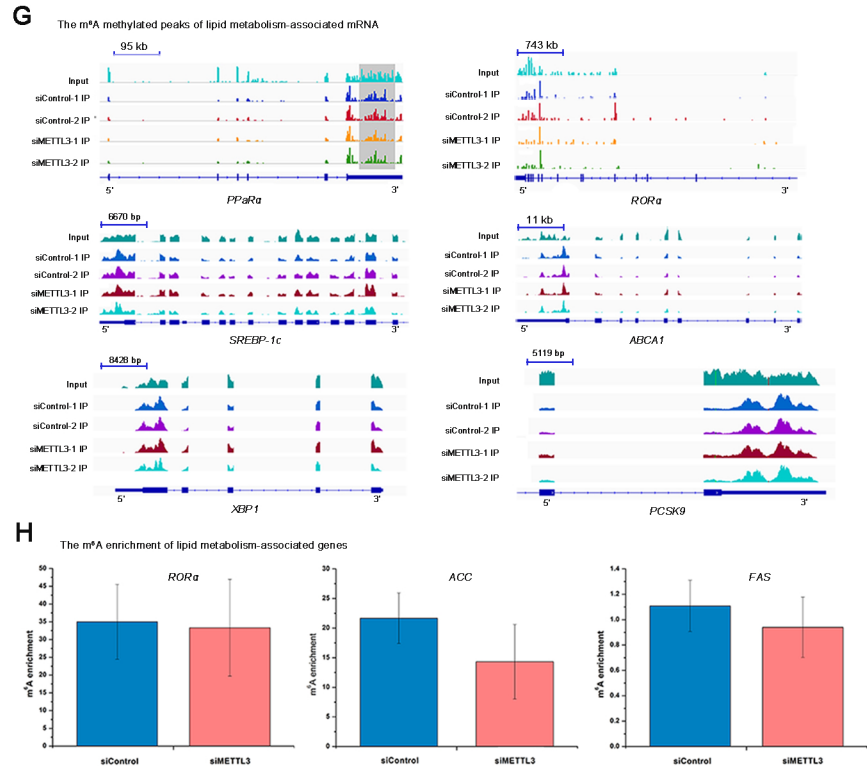 G
The m⁶A methylated peaks of lipid metabolism-associated mRNA
95 kb
Input
siControl-1 IP
siControl-2 IP
siMETTL3-1 IP
siMETTL3-2 IP
5'
3'
PPaRα
743 kb
Input
siControl-1 IP
siControl-2 IP
siMETTL3-1 IP
siMETTL3-2 IP
5'
3'
RORα
6670 bp
Input
siControl-1 IP
siControl-2 IP
siMETTL3-1 IP
siMETTL3-2 IP
5'
3'
SREBP-1c
11 kb
Input
siControl-1 IP
siControl-2 IP
siMETTL3-1 IP
siMETTL3-2 IP
5'
3'
ABCA1
8428 bp
Input
siControl-1 IP
siControl-2 IP
siMETTL3-1 IP
siMETTL3-2 IP
5'
3'
XBP1
5119 bp
Input
siControl-1 IP
siControl-2 IP
siMETTL3-1 IP
siMETTL3-2 IP
5'
3'
PCSK9
H
The m⁶A enrichment of lipid metabolism-associated genes
RORα
m⁶A enrichment
50
45
40
35
30
25
20
15
10
5
0
siControl
siMETTL3
ACC
m⁶A enrichment
30
25
20
15
10
5
0
siControl
siMETTL3
FAS
m⁶A enrichment
1.4
1.2
1.0
0.8
0.6
0.4
0.2
0.0
siControl
siMETTL3